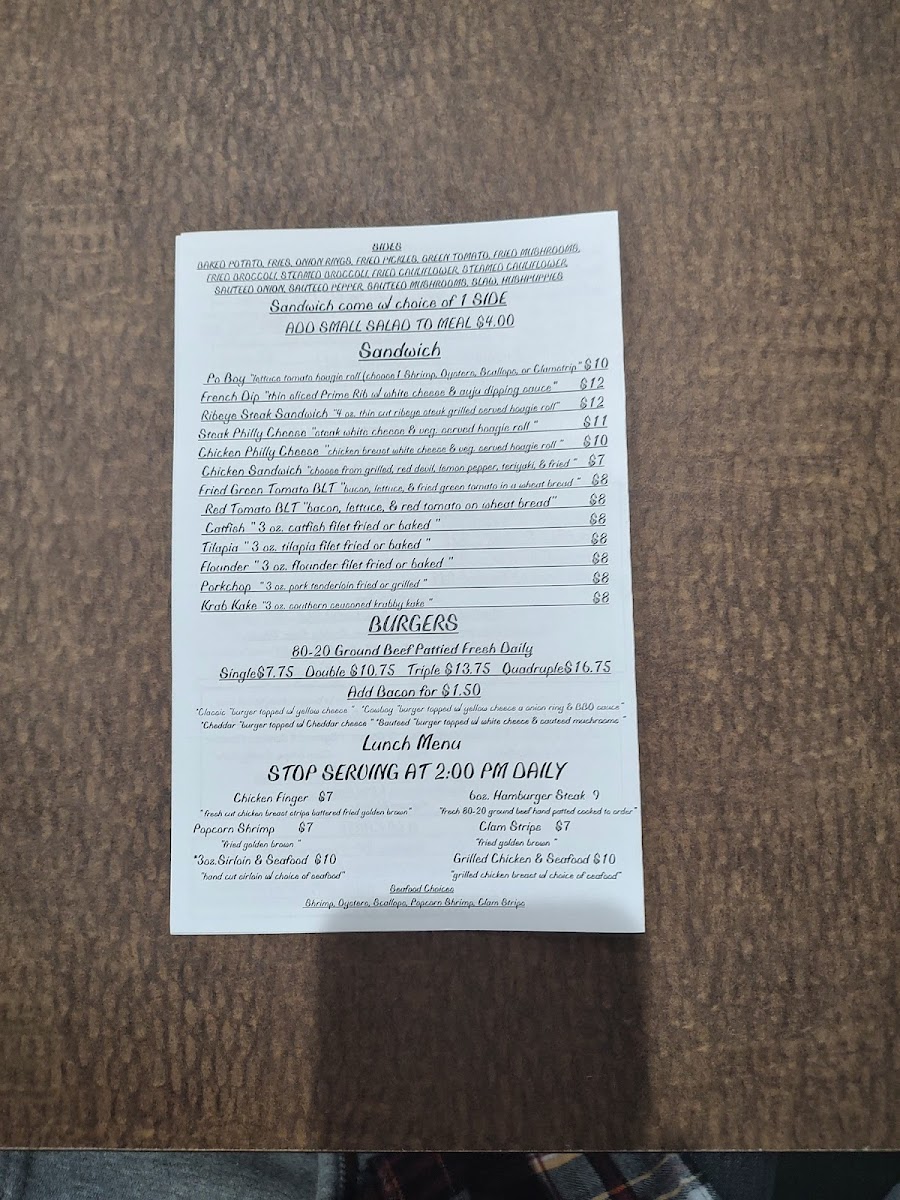 SIDES
BAKED POTATO, FRIES, ONION RINGS, FRIED PICKLES, GREEN TOMATO, FRIED MUSHROOMS,
FRIED BROCCOLI, STEAMED BROCCOLI, FRIED CAULIFLOWER, STEAMED CAULIFLOWER,
SAUTEED ONION, SAUTEED PEPPER, SAUTEED MUSHROOMS, SLAW, HUSHPUPPIES
Sandwich come w/ choice of 1 SIDE
ADD SMALL SALAD TO MEAL $4.00
Sandwich
Po Boy "lettuce tomato hoagie roll (choose 1 Shrimp, Oysters, Scallops, or Clamstrip" $10
French Dip "thin sliced Prime Rib w/ white cheese & auju dipping sauce" $12
Ribeye Steak Sandwich "4 oz. thin cut ribeye steak grilled served hoagie roll" $12
Steak Philly Cheese "steak white cheese & veg. served hoagie roll " $11
Chicken Philly Cheese "chicken breast white cheese & veg. served hoagie roll " $10
Chicken Sandwich "choose from grilled, red devil, lemon pepper, teriyaki, & fried " $7
Fried Green Tomato BLT "bacon, lettuce, & fried green tomato in a wheat bread " $8
Red Tomato BLT "bacon, lettuce, & red tomato on wheat bread" $8
Catfish " 3 oz. catfish filet fried or baked " $8
Tilapia " 3 oz. tilapia filet fried or baked " $8
Flounder " 3 oz. flounder filet fried or baked " $8
Porkchop " 3 oz. pork tenderloin fried or grilled " $8
Krab Kake "3 oz. southern seasoned krabby kake " $8
BURGERS
80-20 Ground Beef Pattied Fresh Daily
Single$7.75 Double $10.75 Triple $13.75 Quadruple$16.75
Add Bacon for $1.50
"Classic "burger topped w/ yellow cheese " "Cowboy "burger topped w/ yellow cheese a onion ring & BBQ sauce"
"Cheddar "burger topped w/ Cheddar cheese " "Sauteed "burger topped w/ white cheese & sauteed mushrooms "
Lunch Menu
STOP SERVING AT 2:00 PM DAILY
Chicken Finger $7 6oz. Hamburger Steak 9
"fresh cut chicken breast strips battered fried golden brown" "fresh 80-20 ground beef hand patted cooked to order"
Popcorn Shrimp $7 Clam Strips $7
"fried golden brown " "fried golden brown "
*3oz.Sirloin & Seafood $10 Grilled Chicken & Seafood $10
"hand cut sirloin w/ choice of seafood" "grilled chicken breast w/ choice of seafood"
Seafood Choices
Shrimp, Oysters, Scallops, Popcorn Shrimp, Clam Strips